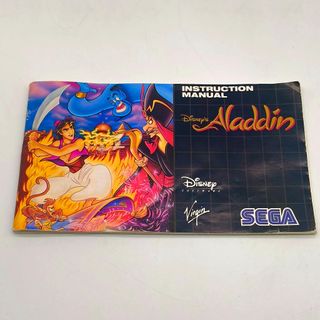 INSTRUCTION
MANUAL
Disney's
Aladdin
Disney
SOFTWARE
Virgin
SEGA